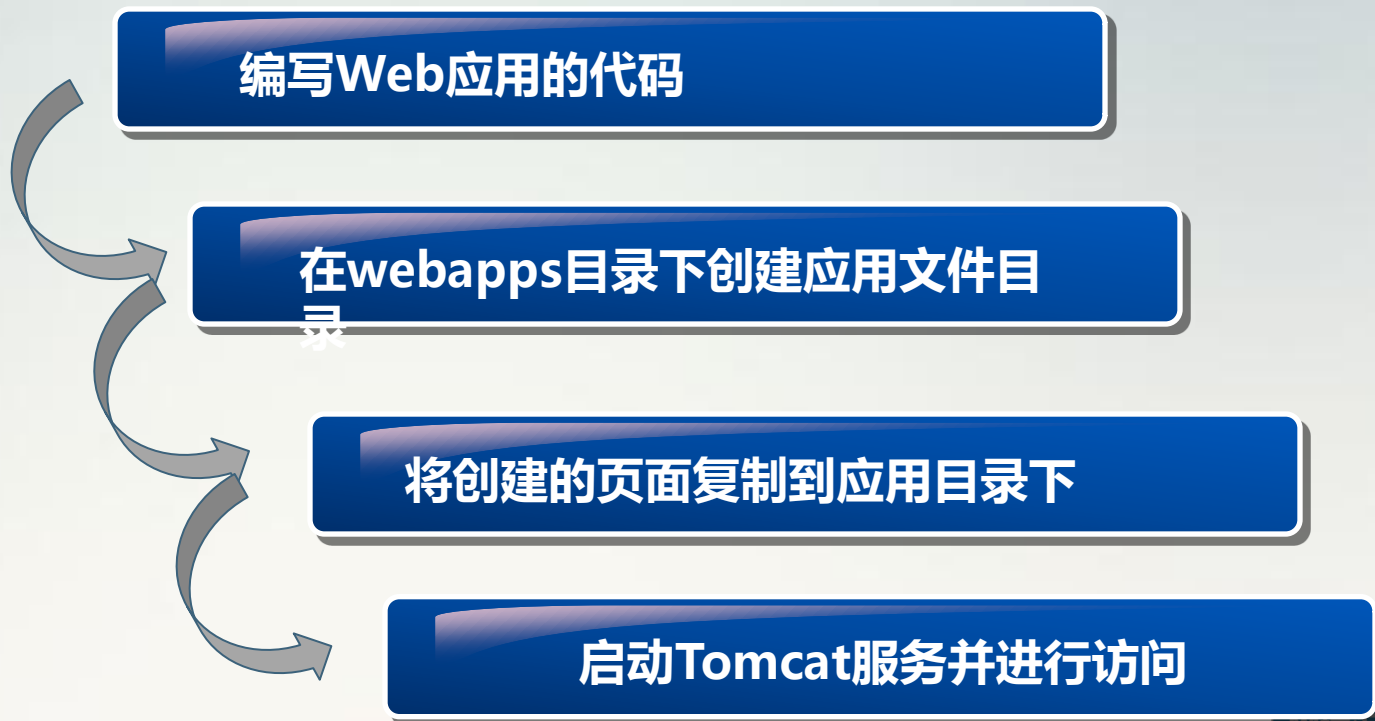 编写Web应用的代码
在webapps目录下创建应用文件目
录
将创建的页面复制到应用目录下
启动Tomcat服务并进行访问